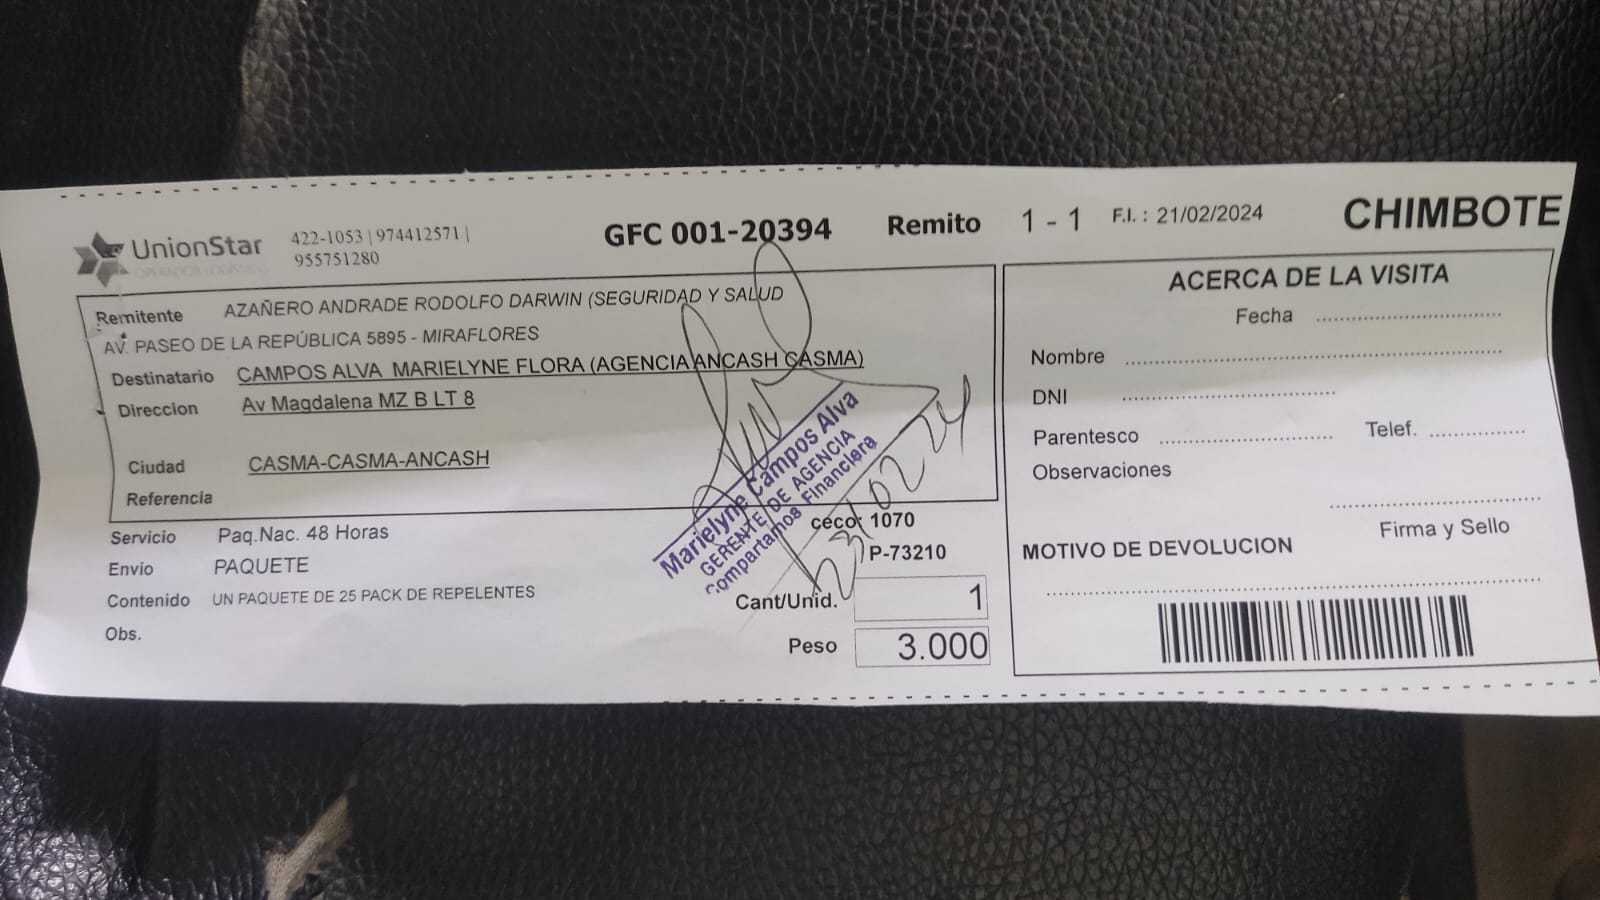 UnionStar
OPERADOR LOGISTICO
422-1053 | 974412571 |
955751280
GFC 001-20394
Remito 1 - 1
F.I. : 21/02/2024
CHIMBOTE
Remitente AZAÑERO ANDRADE RODOLFO DARWIN (SEGURIDAD Y SALUD
AV. PASEO DE LA REPÚBLICA 5895 - MIRAFLORES
Destinatario CAMPOS ALVA MARIELYNE FLORA (AGENCIA ANCASH CASMA)
Direccion Av Magdalena MZ B LT 8
Ciudad CASMA-CASMA-ANCASH
Referencia
Servicio Paq.Nac. 48 Horas
Envio PAQUETE
Contenido UN PAQUETE DE 25 PACK DE REPELENTES
Obs.
Marielyne Campos Alva
GERENTE DE AGENCIA
Compartamos Financiera
23/02/24
ceco: 1070
P-73210
Cant/Unid. 1
Peso 3.000
ACERCA DE LA VISITA
Fecha
Nombre
DNI
Parentesco Telef.
Observaciones
Firma y Sello
MOTIVO DE DEVOLUCION